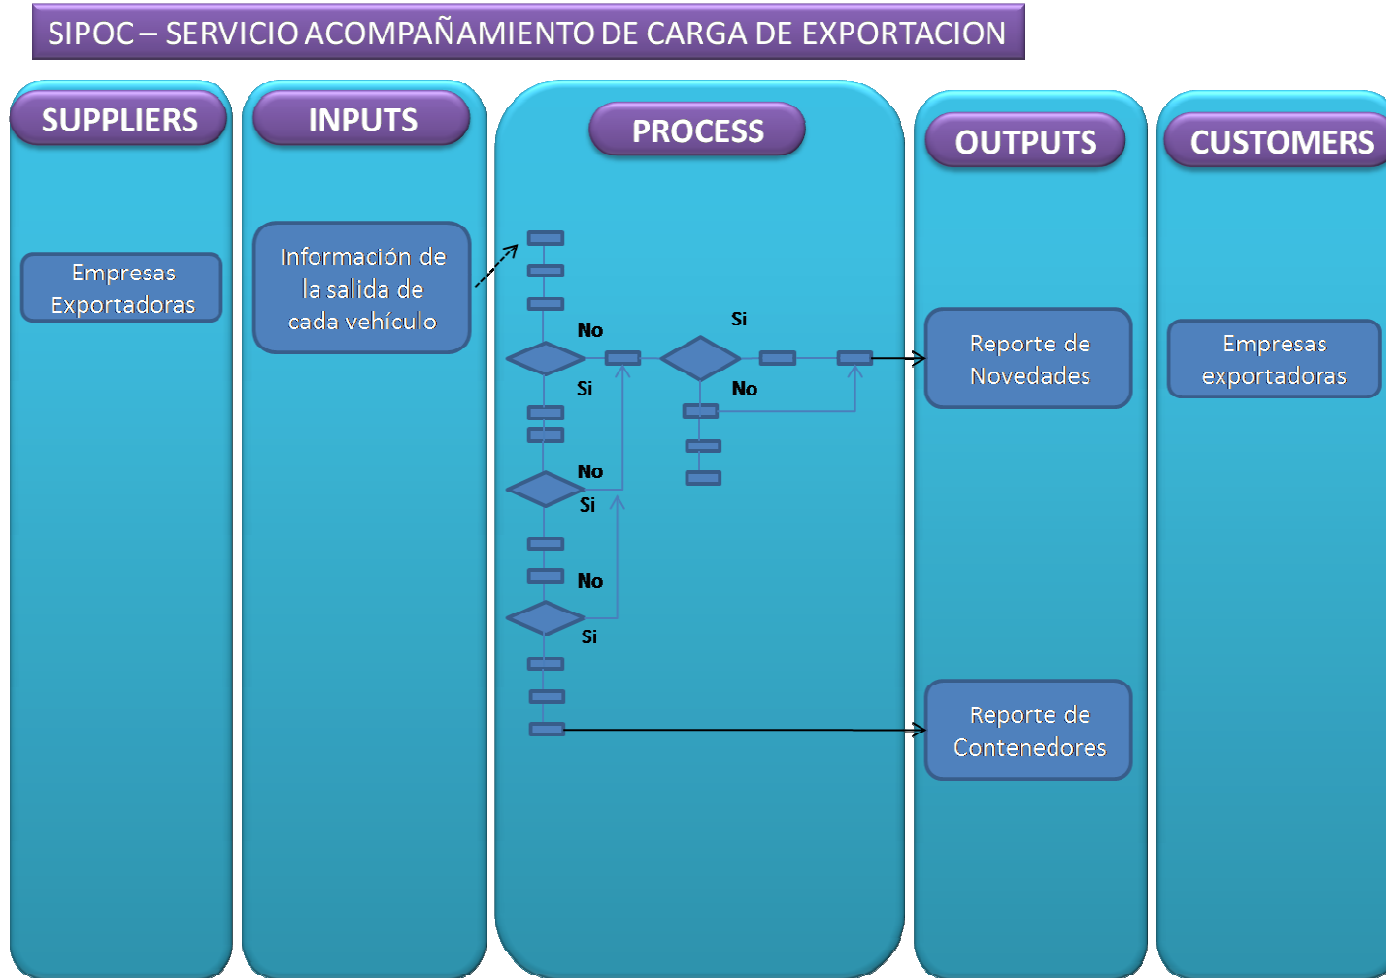 SIPOC – SERVICIO ACOMPAÑAMIENTO DE CARGA DE EXPORTACION
SUPPLIERS
Empresas
Exportadoras
INPUTS
Información de
la salida de
cada vehículo
PROCESS
No
Si
Si
No
No
Si
No
Si
OUTPUTS
Reporte de
Novedades
Reporte de
Contenedores
CUSTOMERS
Empresas
exportadoras